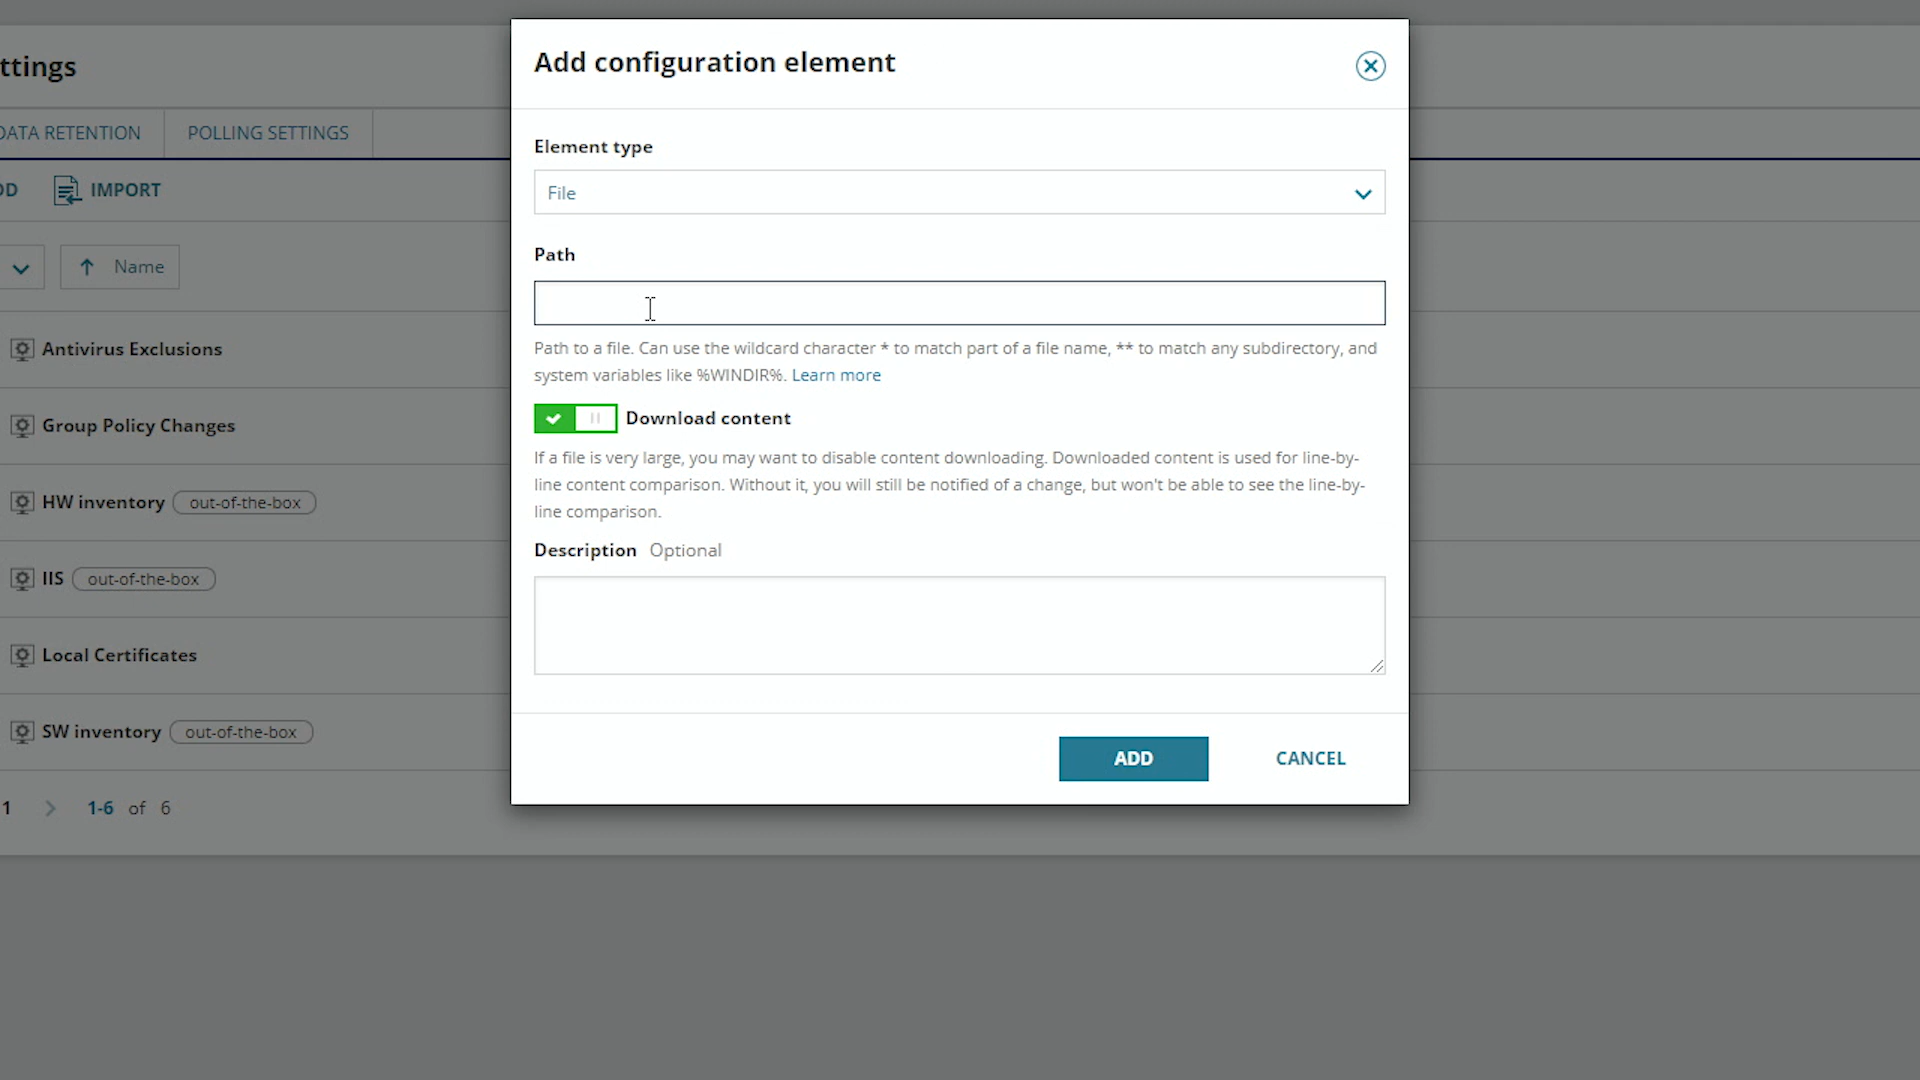 ttings
Add configuration element
DATA RETENTION
POLLING SETTINGS
DD
IMPORT
Name
Antivirus Exclusions
Group Policy Changes
HW inventory out-of-the-box
IIS out-of-the-box
Local Certificates
SW inventory out-of-the-box
1
1-6 of 6
Element type
File
Path
Path to a file. Can use the wildcard character * to match part of a file name, ** to match any subdirectory, and
system variables like %WINDIR%. Learn more
Download content
If a file is very large, you may want to disable content downloading. Downloaded content is used for line-by-
line content comparison. Without it, you will still be notified of a change, but won't be able to see the line-by-
line comparison.
Description Optional
ADD
CANCEL